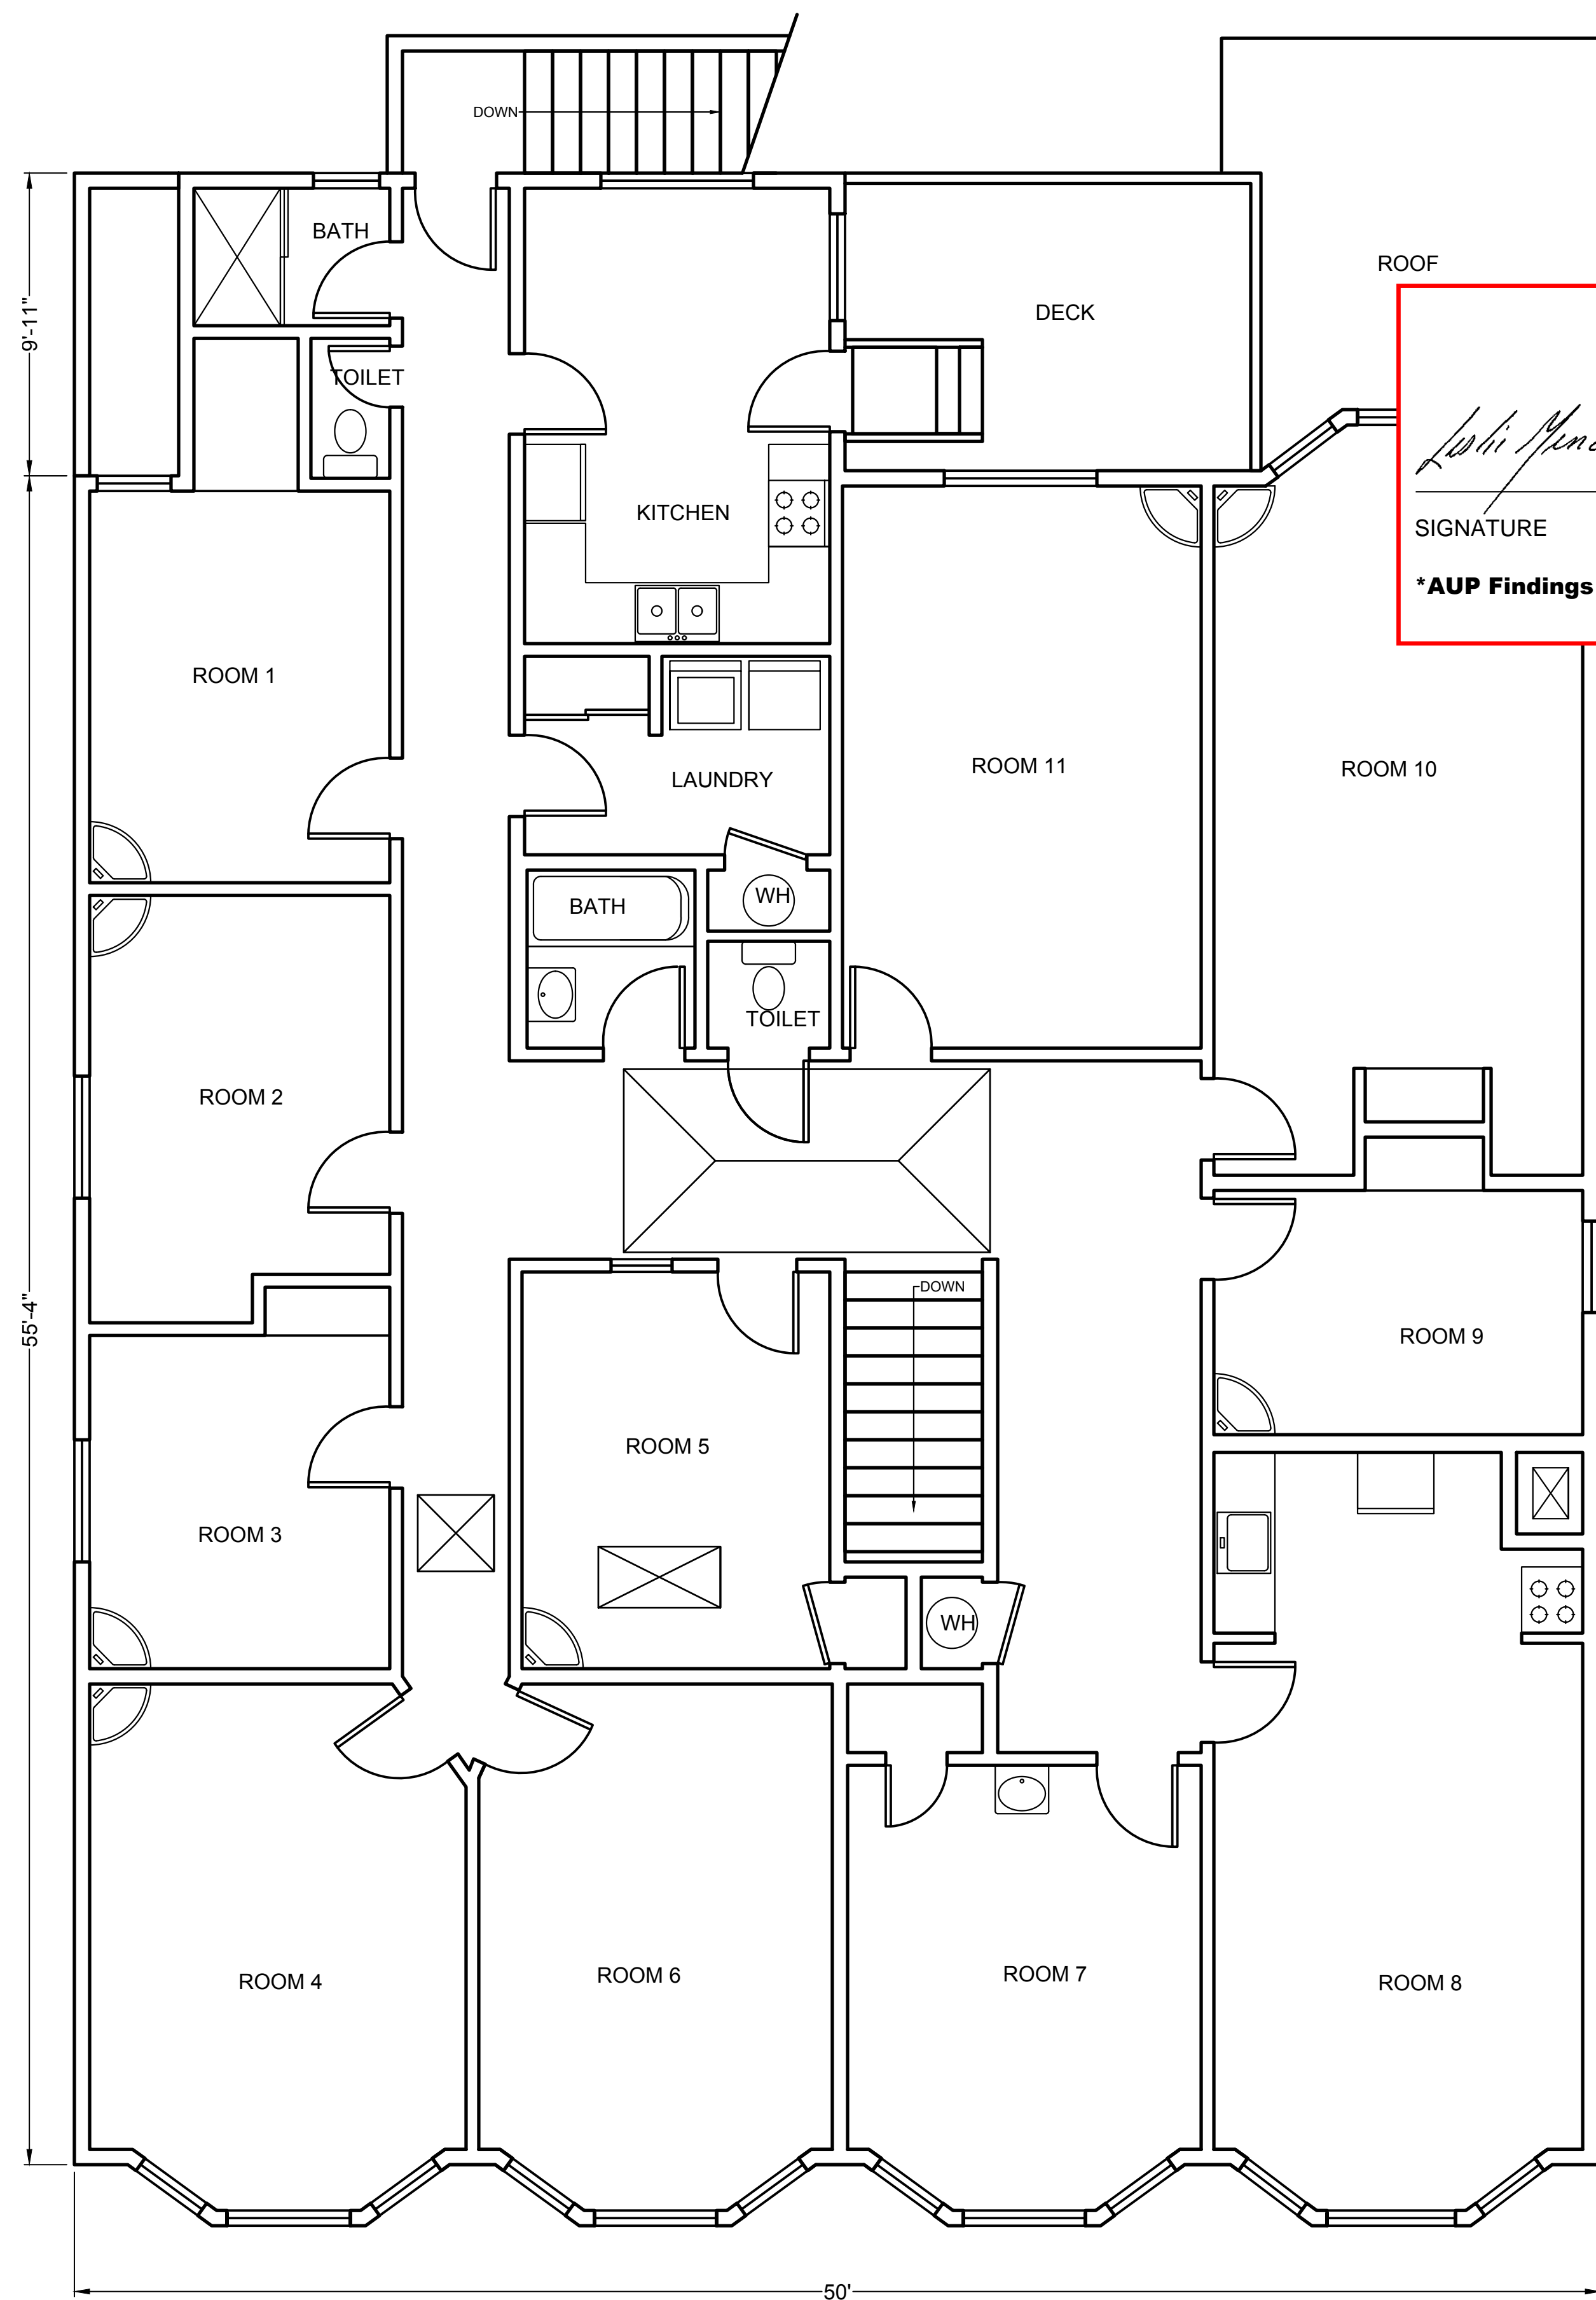 DOWN
BATH
ROOF
9'-11"
DECK
TOILET
KITCHEN
SIGNATURE
*AUP Findings
ROOM 1
ROOM 11
ROOM 10
LAUNDRY
WH
BATH
TOILET
ROOM 2
DOWN
55'-4"
ROOM 9
ROOM 5
ROOM 3
WH
ROOM 4
ROOM 6
ROOM 7
ROOM 8
50'